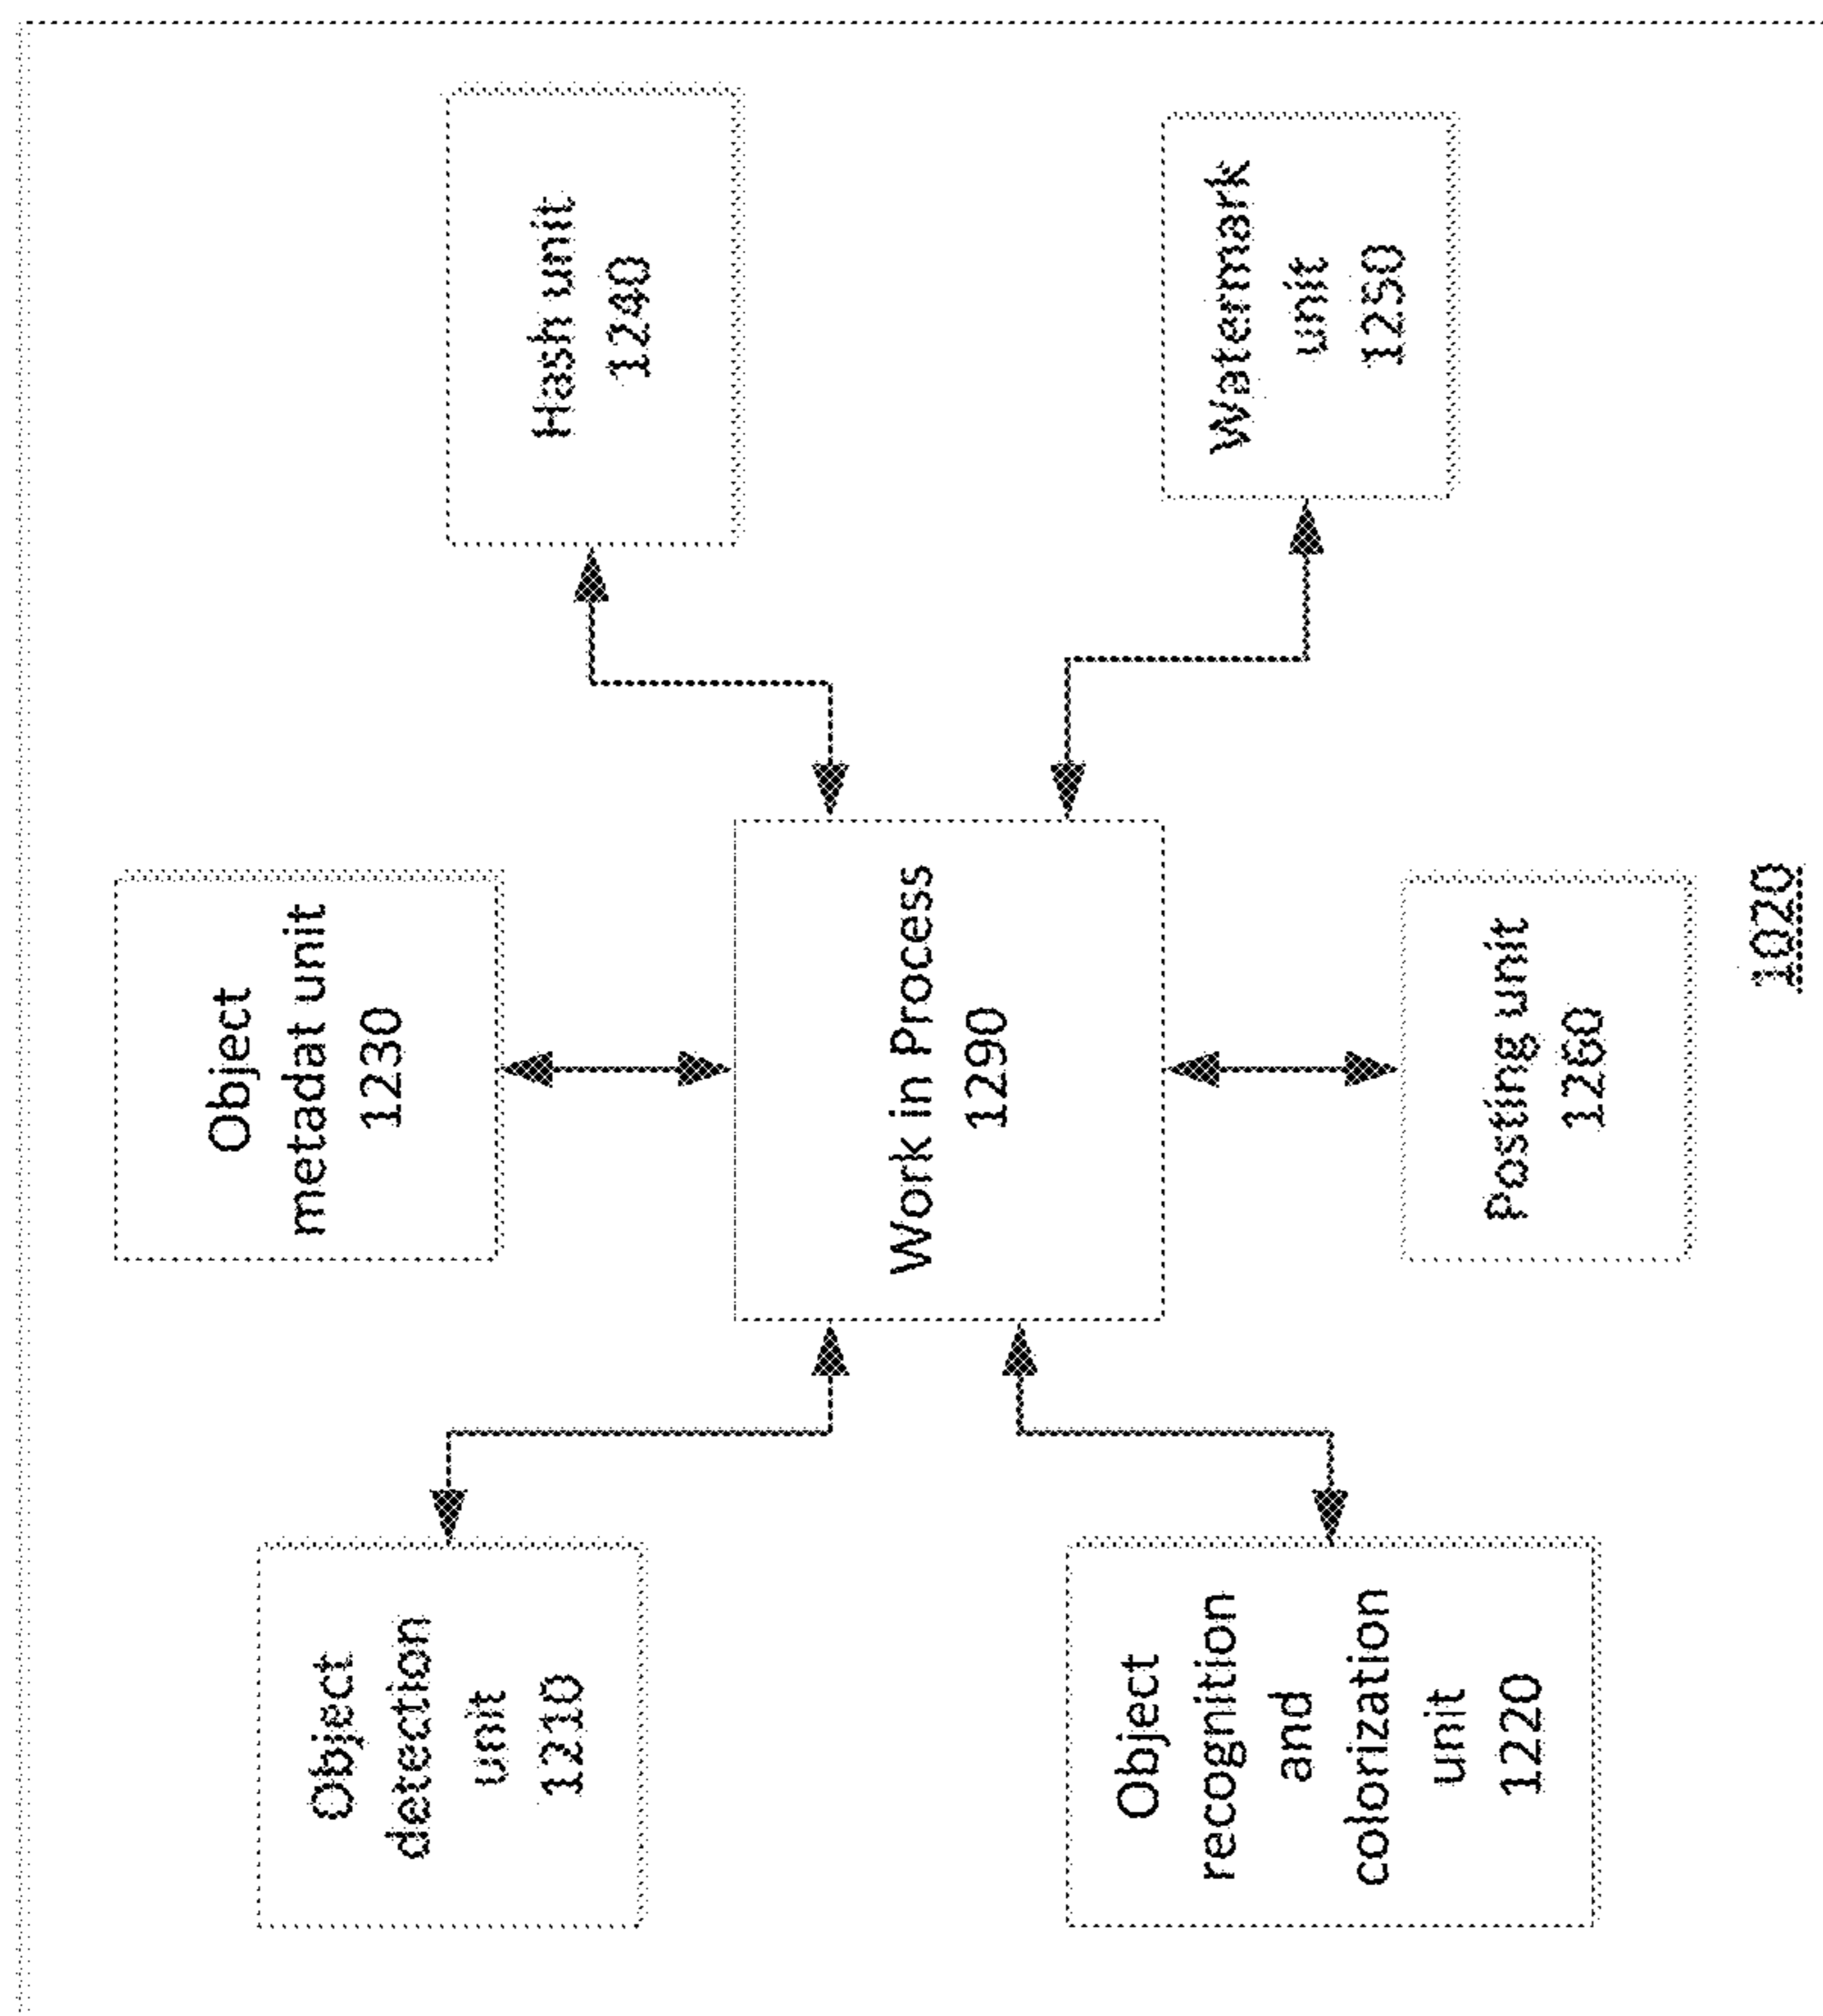 Object
metadat unit
1230
Object
detection
unit
1210
Hash unit
1240
Work in Process
1290
Object
recognition
and
colorization
unit
1220
Watermark
unit
1250
Posting unit
1260
1020